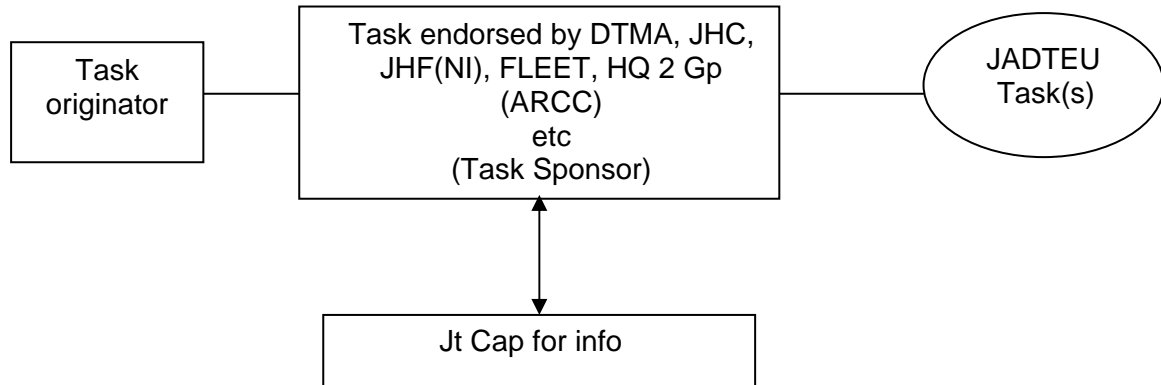 Task
originator
Task endorsed by DTMA, JHC,
JHF(NI), FLEET, HQ 2 Gp
(ARCC)
etc
(Task Sponsor)
JADTEU
Task(s)
Jt Cap for info